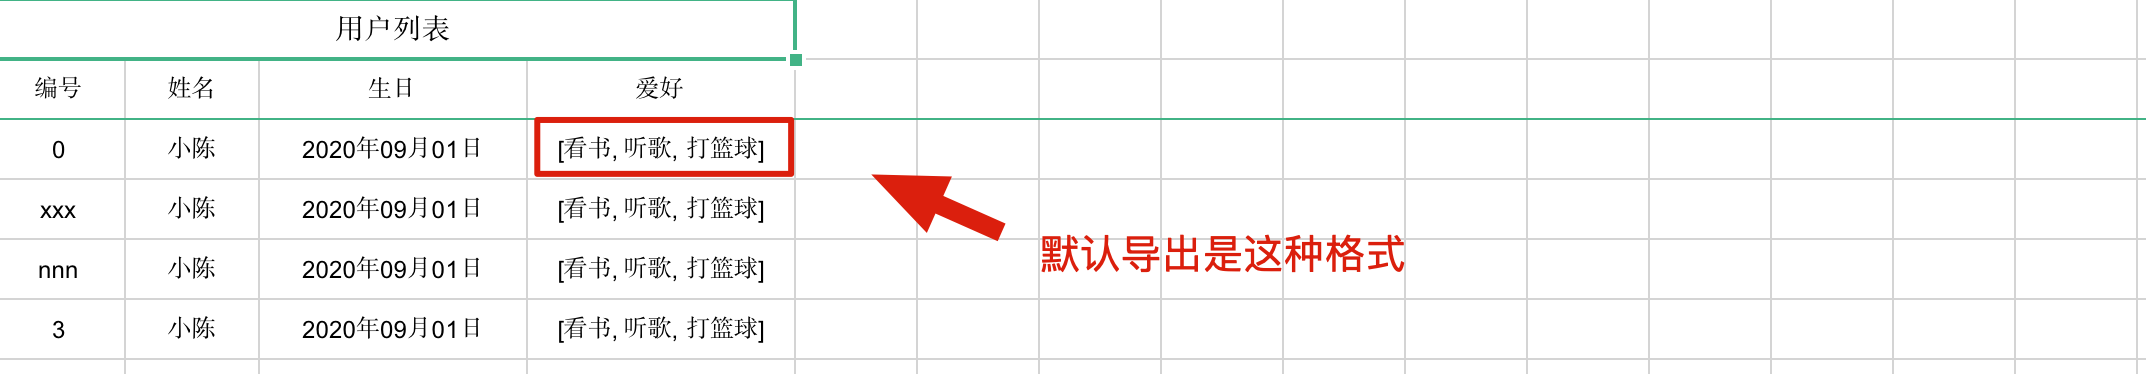 用户列表
编号 姓名 生日 爱好
0 小陈 2020年09月01日 [看书, 听歌, 打篮球]
xxx 小陈 2020年09月01日 [看书, 听歌, 打篮球]
nnn 小陈 2020年09月01日 [看书, 听歌, 打篮球]
3 小陈 2020年09月01日 [看书, 听歌, 打篮球]
默认导出是这种格式